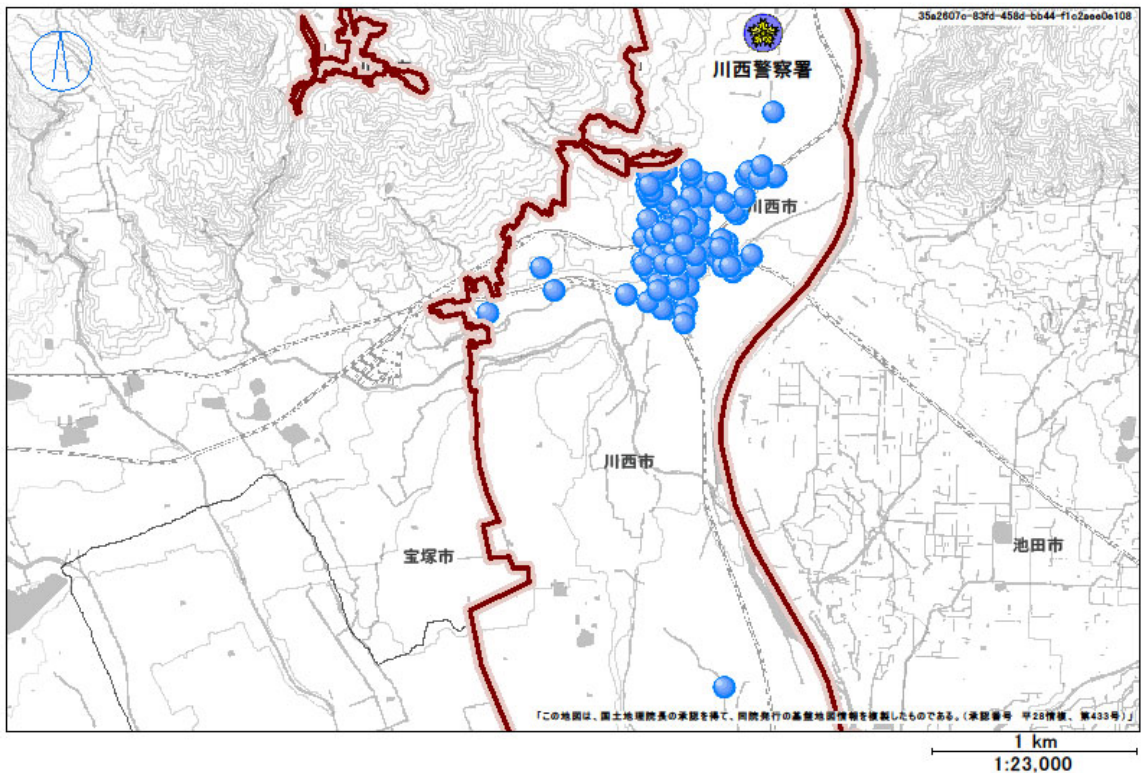 35a2607c-83fd-458d-bb44-f1c2aee0e108
川西警察署
川西市
川西市
宝塚市
池田市
「この地図は、国土地理院長の承認を得て、同院発行の基盤地図情報を複製したものである。(承認番号 平28情複、第433号)」
1 km
1:23,000